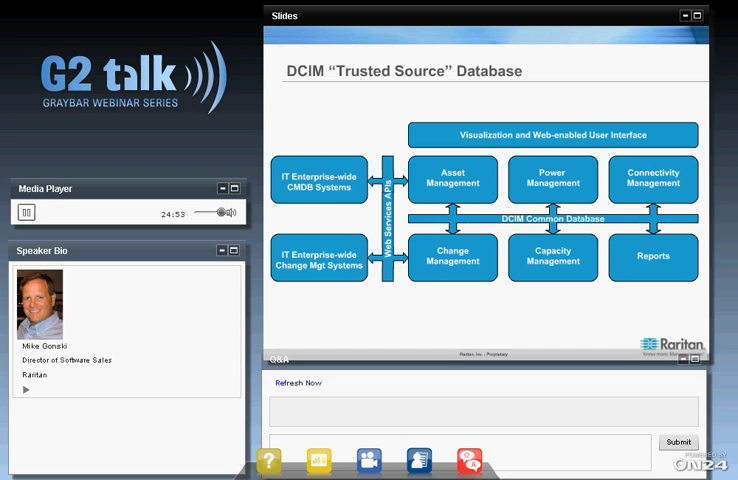 G2 talk
GRAYBAR WEBINAR SERIES
Media Player
24:53
Speaker Bio
Mike Gonski
Director of Software Sales
Raritan
Slides
DCIM “Trusted Source” Database
Visualization and Web-enabled User Interface
IT Enterprise-wide
CMDB Systems
Web Services APIs
Asset
Management
Power
Management
Connectivity
Management
DCIM Common Database
IT Enterprise-wide
Change Mgt Systems
Change
Management
Capacity
Management
Reports
Raritan.
Raritan, Inc. - Proprietary
Q&A
Refresh Now
Submit
?
Q
A
POWERED BY
ON24